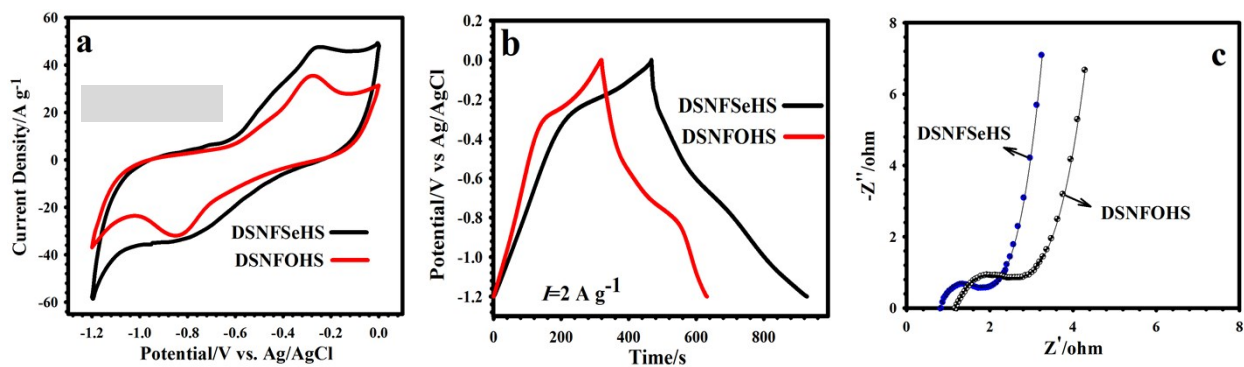 a
60
40
20
0
-20
-40
-60
Current Density/A g-1
-1.2 -1.0 -0.8 -0.6 -0.4 -0.2 0.0
Potential/V vs. Ag/AgCl
DSNFSeHS
DSNFOHS
b
0.2
0.0
-0.2
-0.4
-0.6
-0.8
-1.0
-1.2
Potential/V vs Ag/AgCl
0 200 400 600 800
Time/s
DSNFSeHS
DSNFOHS
I=2 A g-1
c
8
6
4
2
0
-Z''/ohm
0 2 4 6 8
Z'/ohm
DSNFSeHS
DSNFOHS